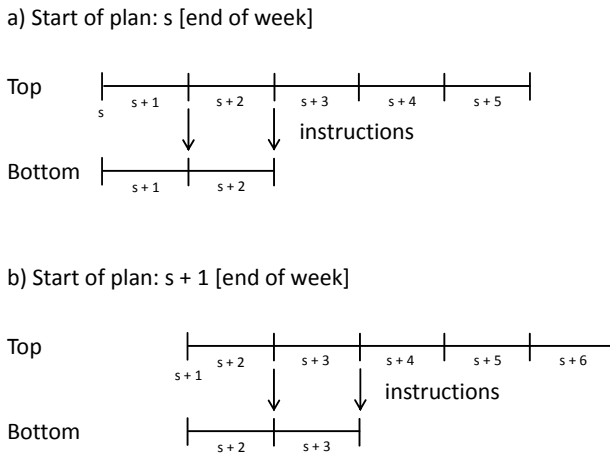 a) Start of plan: s [end of week]
Top
s s + 1 s + 2 s + 3 s + 4 s + 5
instructions
Bottom
s + 1 s + 2
b) Start of plan: s + 1 [end of week]
Top
s + 1 s + 2 s + 3 s + 4 s + 5 s + 6
instructions
Bottom
s + 2 s + 3